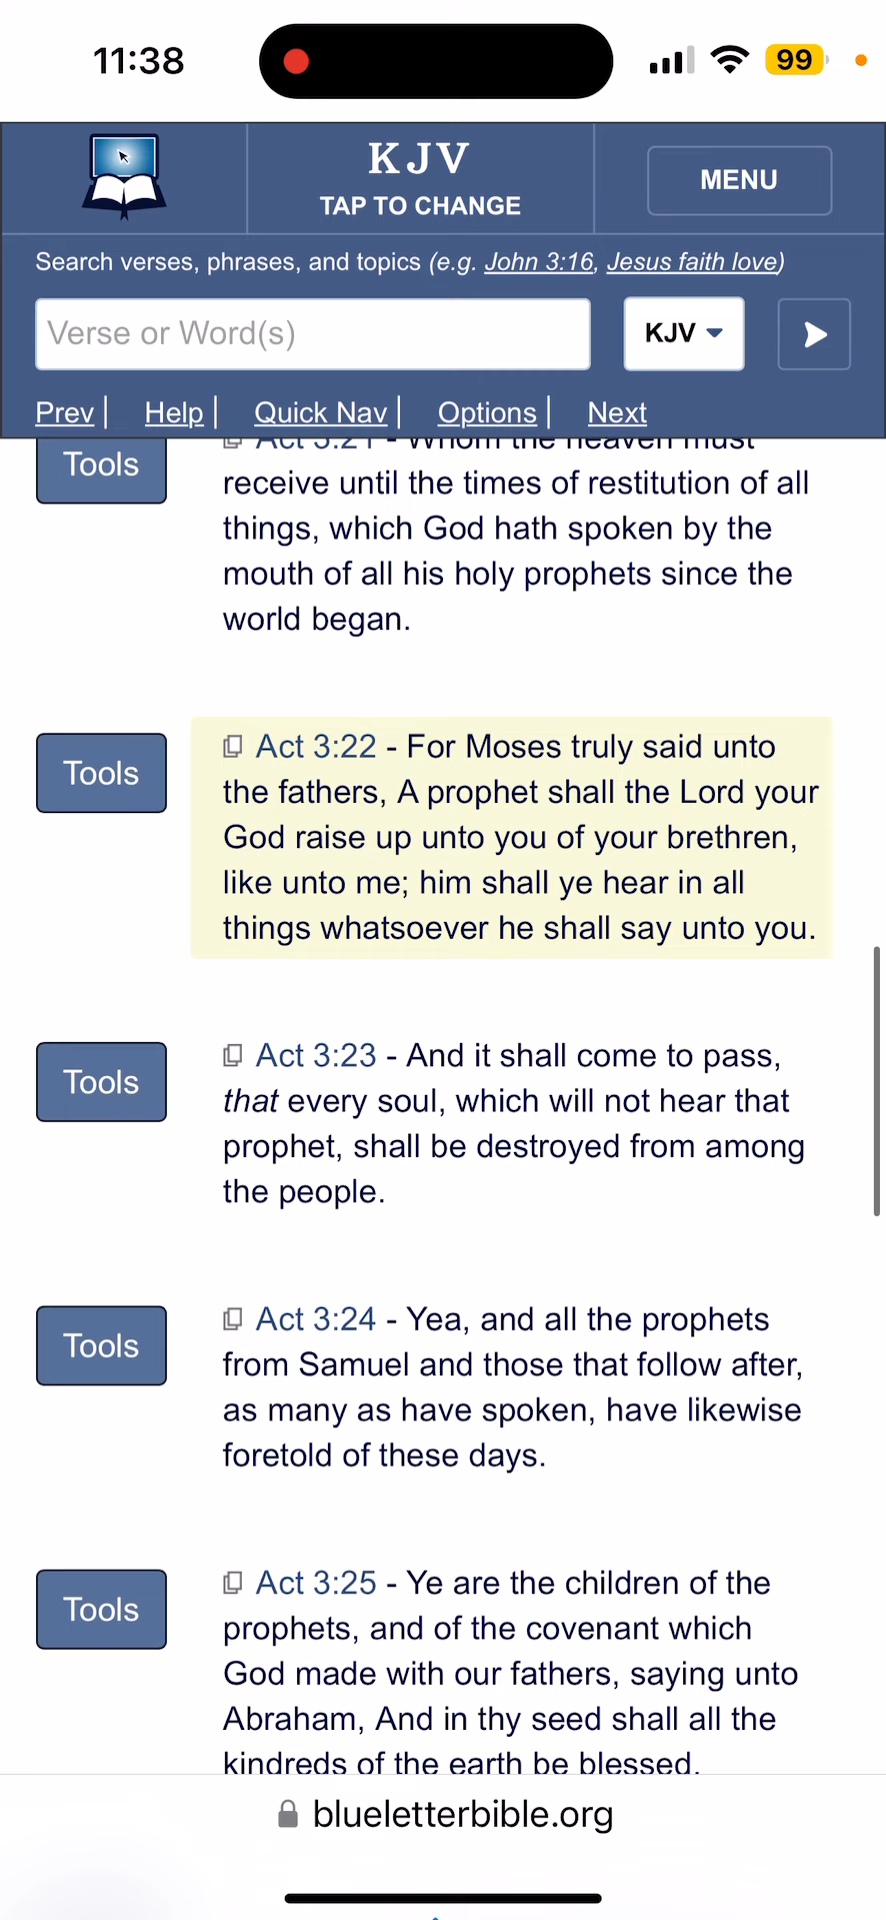 11:38
99
KJV
TAP TO CHANGE
MENU
Search verses, phrases, and topics (e.g. John 3:16, Jesus faith love)
Verse or Word(s)
KJV
Prev |
Help |
Quick Nav |
Options |
Next
Tools
Act 3:21 - Whom the heaven must
receive until the times of restitution of all
things, which God hath spoken by the
mouth of all his holy prophets since the
world began.
Tools
Act 3:22 - For Moses truly said unto
the fathers, A prophet shall the Lord your
God raise up unto you of your brethren,
like unto me; him shall ye hear in all
things whatsoever he shall say unto you.
Tools
Act 3:23 - And it shall come to pass,
that every soul, which will not hear that
prophet, shall be destroyed from among
the people.
Tools
Act 3:24 - Yea, and all the prophets
from Samuel and those that follow after,
as many as have spoken, have likewise
foretold of these days.
Tools
Act 3:25 - Ye are the children of the
prophets, and of the covenant which
God made with our fathers, saying unto
Abraham, And in thy seed shall all the
kindreds of the earth be blessed.
blueletterbible.org